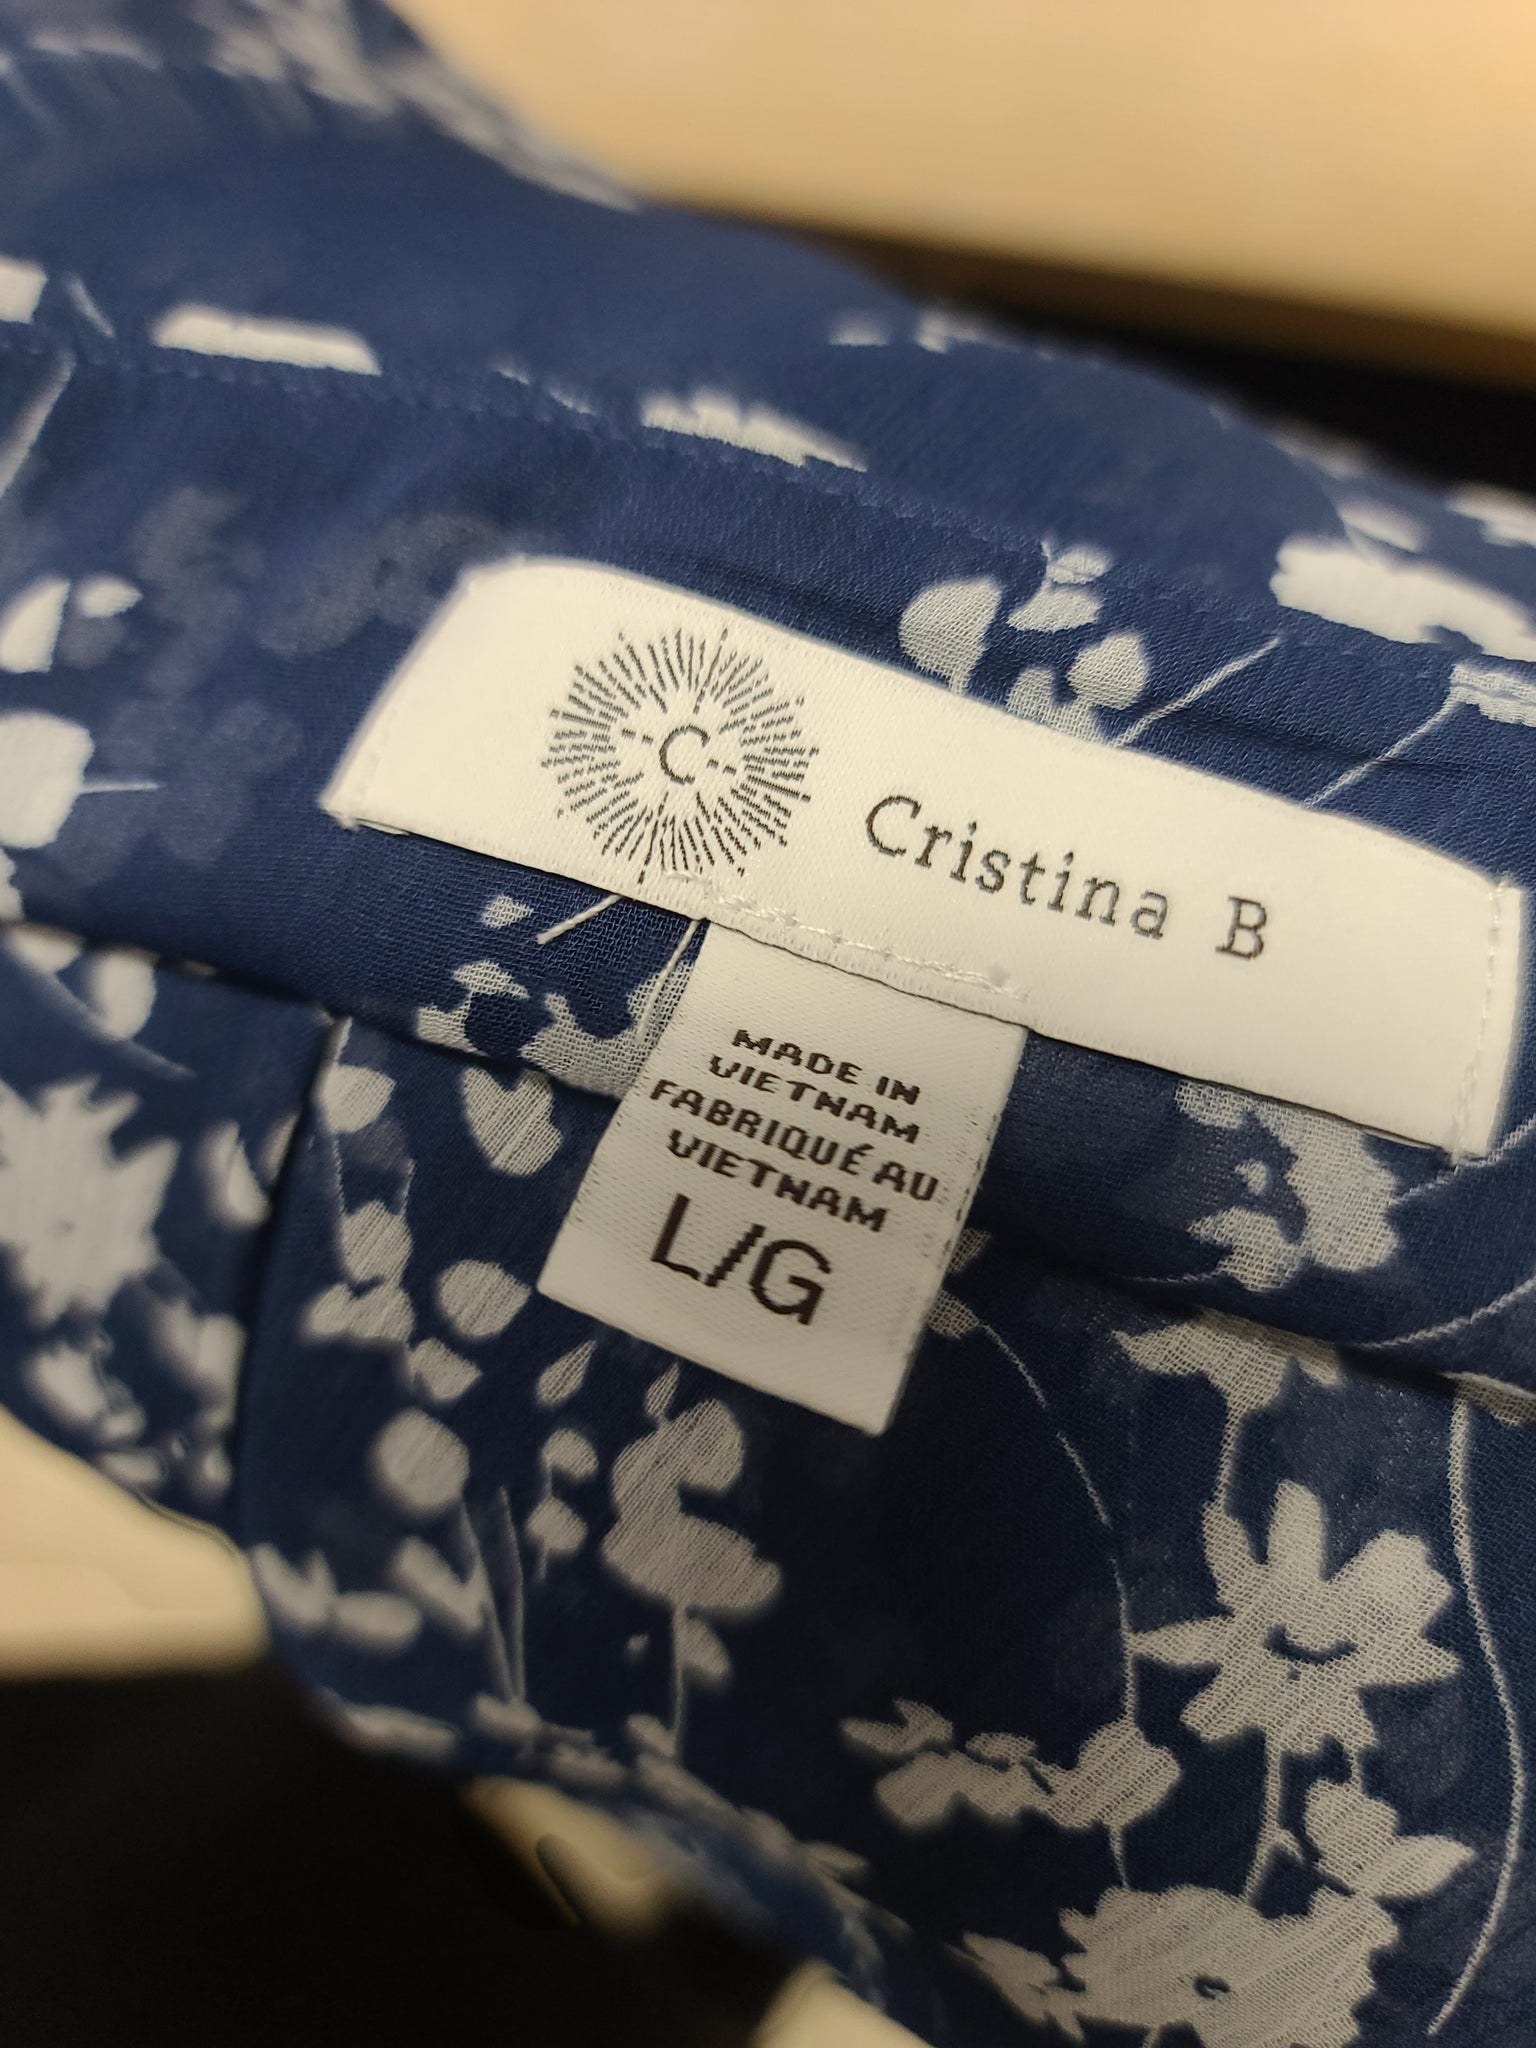 C
Cristina B
MADE IN
VIETNAM
FABRIQUÉ AU
VIETNAM
L/G